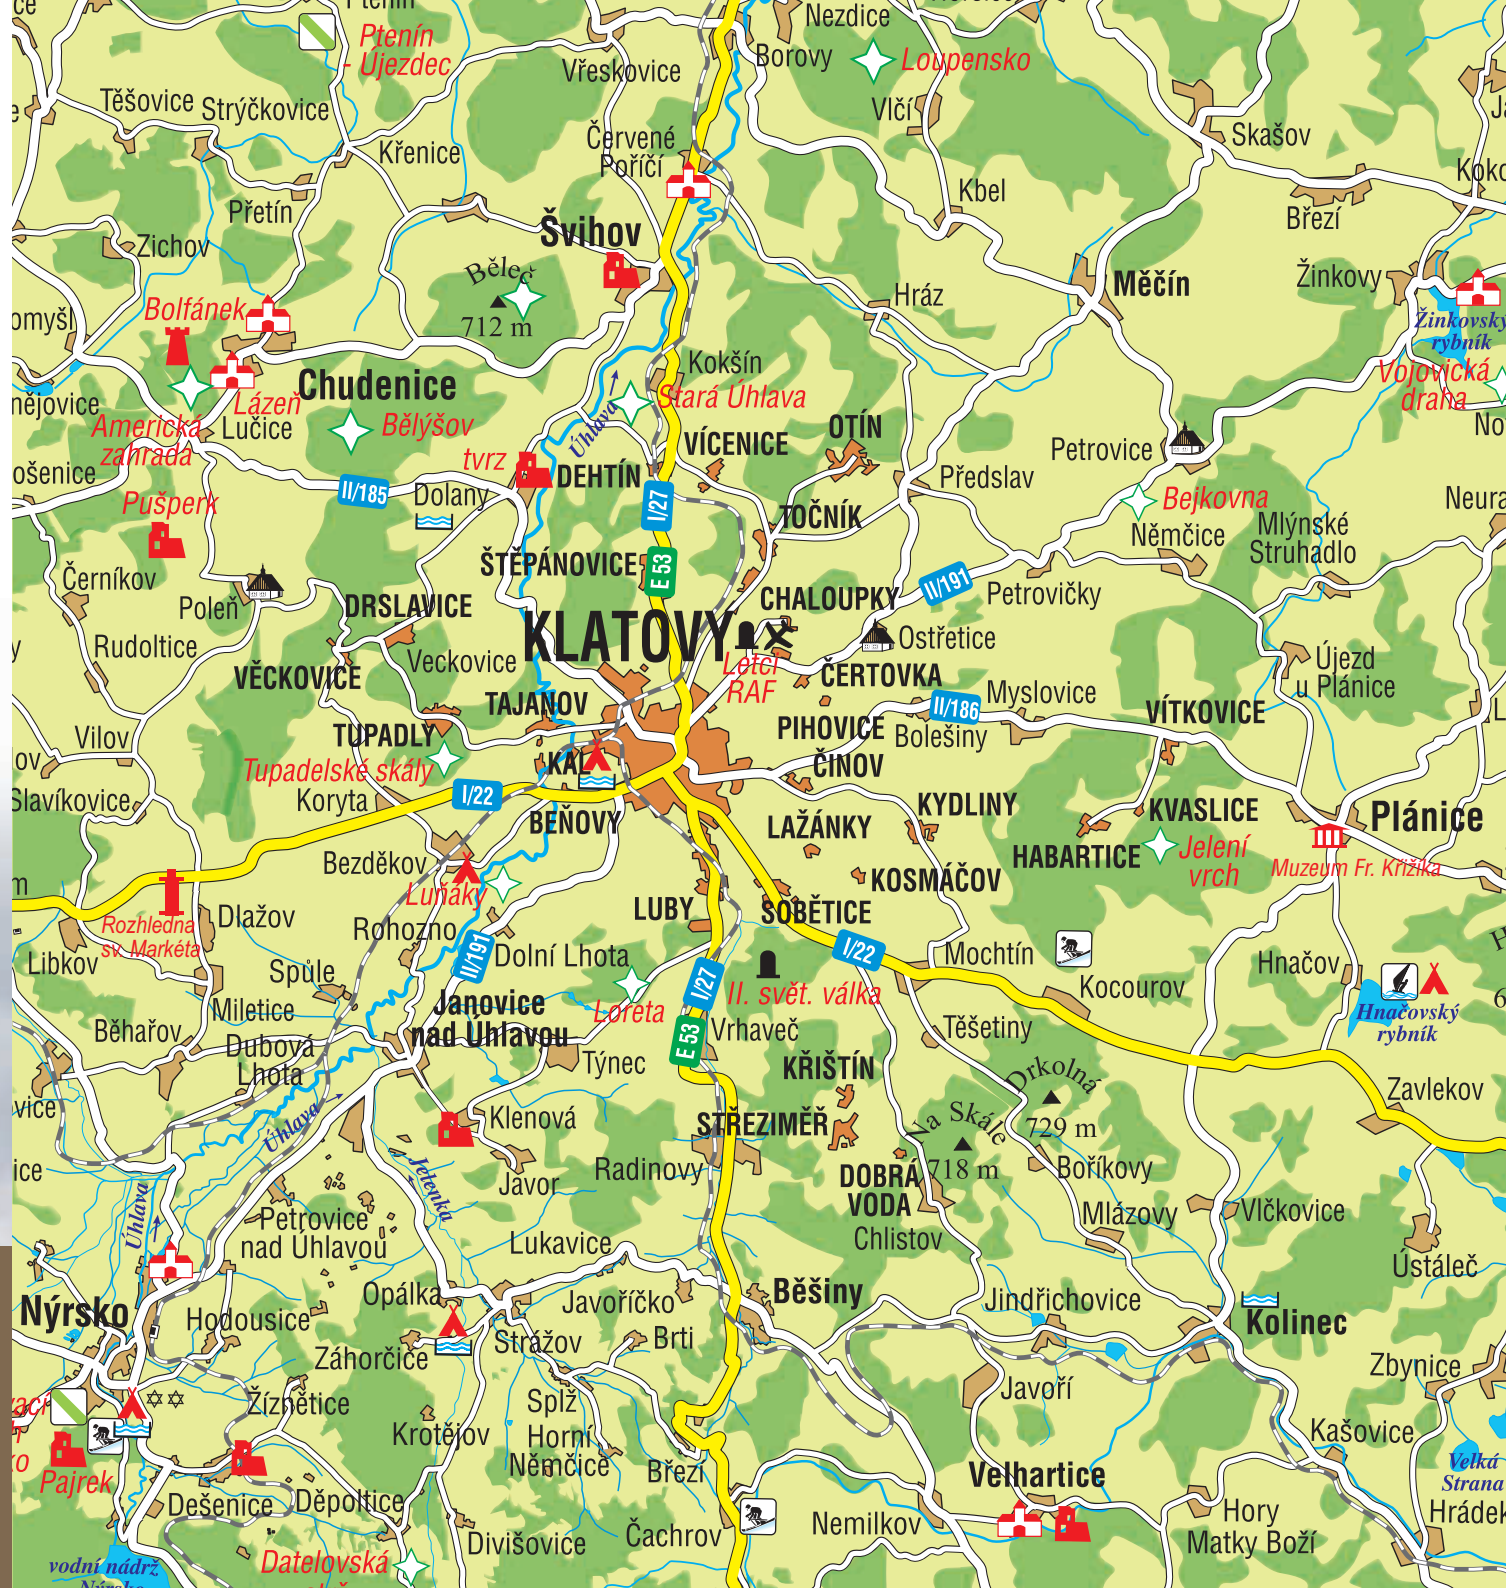 Nezdice
Ptenín
- Újezdec
Borovy
Loupensko
Vřeskovice
Těšovice
Strýčkovice
Vlčí
Skašov
Červené
Poříčí
Křenice
Kbel
Přetín
Březí
Švihov
Zichov
Běleč
712 m
Měčín
Žinkovy
Hráz
Bolfánek
Žinkovský
rybník
Kokšín
Vojovická
draha
Chudenice
Lázeň
Stará Úhlava
Americká
zahrada
Lučice
Bělýšov
Úhlava
VÍCENICE
OTÍN
Petrovice
tvrz
DEHTÍN
Předslav
II/185
Dolany
Pušperk
I/27
Bejkovna
TOČNÍK
Němčice
Mlýnské
Struhadlo
Černíkov
ŠTĚPÁNOVICE
E 53
II/191
Petrovičky
Poleň
DRSLAVICE
CHALOUPKY
KLATOVY
Ostřetice
Rudoltice
Veckovice
Letci
RAF
Újezd
u Plánice
VĚCKOVICE
ČERTOVKA
TAJANOV
Myslovice
II/186
VÍTKOVICE
Vilov
TUPADLY
PIHOVICE
Bolešiny
Tupadelské skály
KAL
ČINOV
Slavíkovice
Koryta
I/22
KYDLINY
KVASLICE
Plánice
BEŇOVY
LAŽÁNKY
Bezděkov
HABARTICE
Jelení
vrch
Muzeum Fr. Křižíka
Luňáky
KOSMÁČOV
Rozhledna
sv. Markéta
Dlažov
LUBY
SOBĚTICE
Rohozno
II/191
Dolní Lhota
I/22
Mochtín
Libkov
Spůle
Hnačov
I/27
II. svět. válka
Kocourov
Loreta
Janovice
nad Úhlavou
Miletice
Hnačovský
rybník
Běhařov
Dubová
Lhota
Vrhaveč
E 53
Těšetiny
Týnec
KŘIŠTÍN
Drkolná
729 m
Zavlekov
Úhlava
Klenová
STŘEZIMĚŘ
Na Skále
718 m
Jelenka
Javor
Radinovy
DOBRÁ
VODA
Boříkovy
Úhlava
Petrovice
nad Úhlavou
Mlázovy
Vlčkovice
Lukavice
Chlistov
Ústáleč
Nýrsko
Hodousice
Opálka
Javoříčko
Běšiny
Jindřichovice
Kolinec
Strážov
Brti
Záhorčice
Zbynice
Javoří
Žíznětice
Splž
Krotějov
Horní
Němčice
Kašovice
Březí
Velká
Strana
Pajrek
Velhartice
Dešenice
Děpoltice
Hory
Matky Boží
Hrádek
Čachrov
Nemilkov
Divišovice
Datelovská
vodní nádrž
Nýrsko